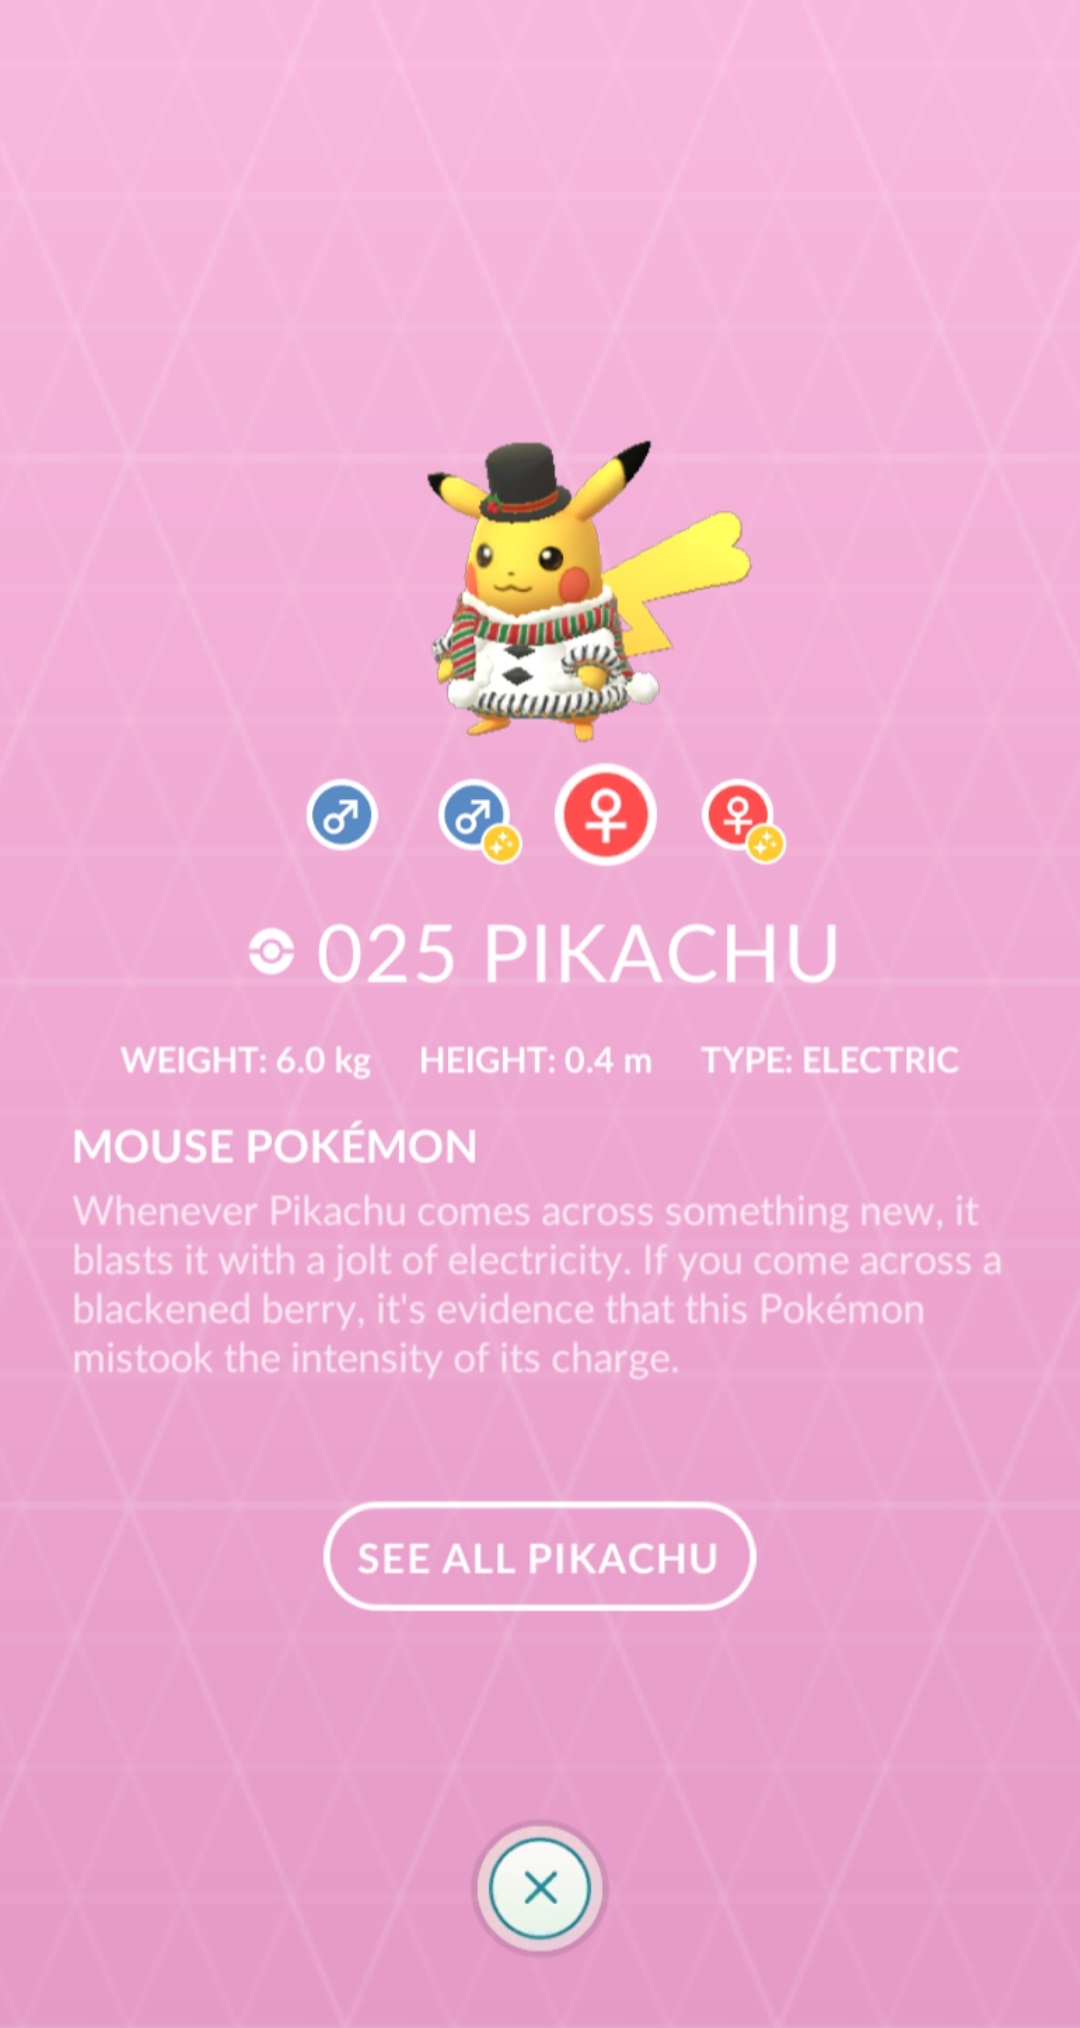 025 PIKACHU
WEIGHT: 6.0 kg HEIGHT: 0.4 m TYPE: ELECTRIC
MOUSE POKÉMON
Whenever Pikachu comes across something new, it
blasts it with a jolt of electricity. If you come across a
blackened berry, it's evidence that this Pokémon
mistook the intensity of its charge.
SEE ALL PIKACHU